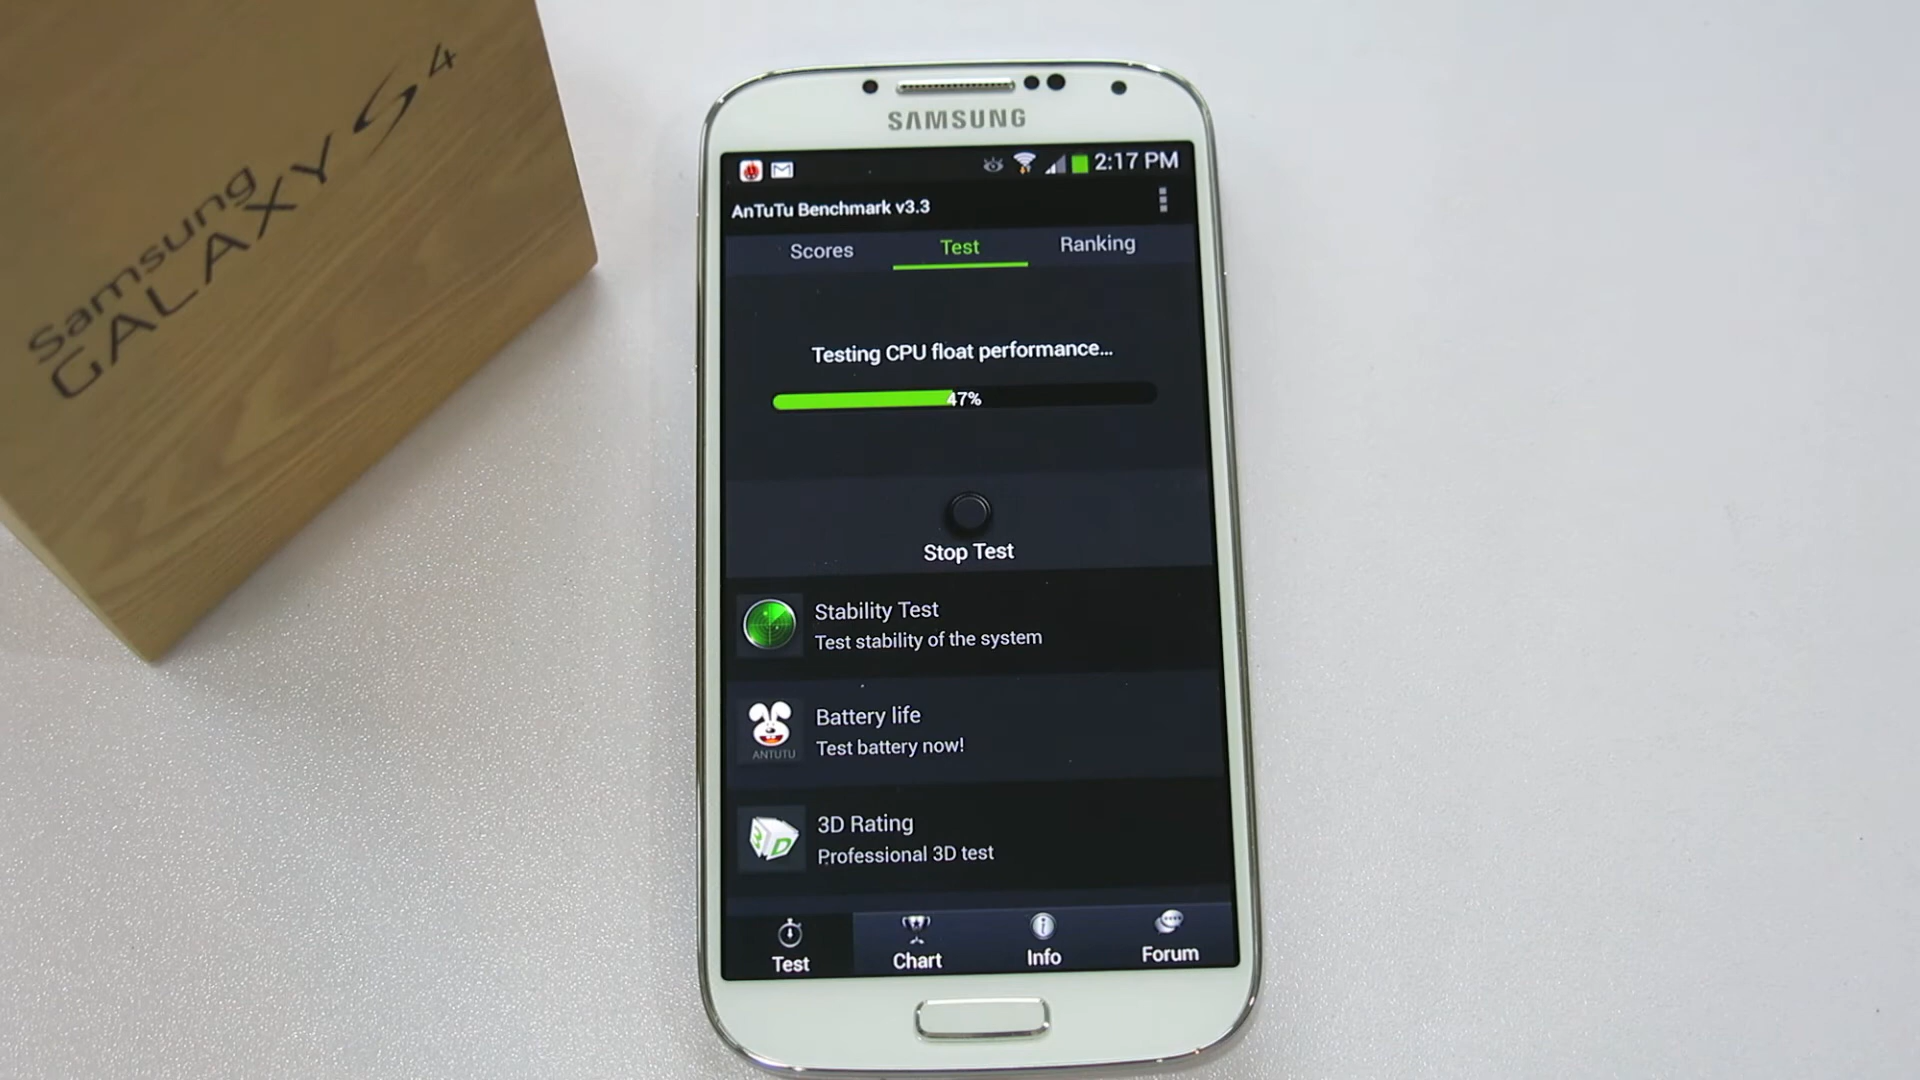 Samsung
GALAXY S4
SAMSUNG
2:17 PM
AnTuTu Benchmark v3.3
Scores Test Ranking
Testing CPU float performance...
47%
Stop Test
Stability Test
Test stability of the system
Battery life
Test battery now!
ANTUTU
3D Rating
Professional 3D test
Test Chart Info Forum